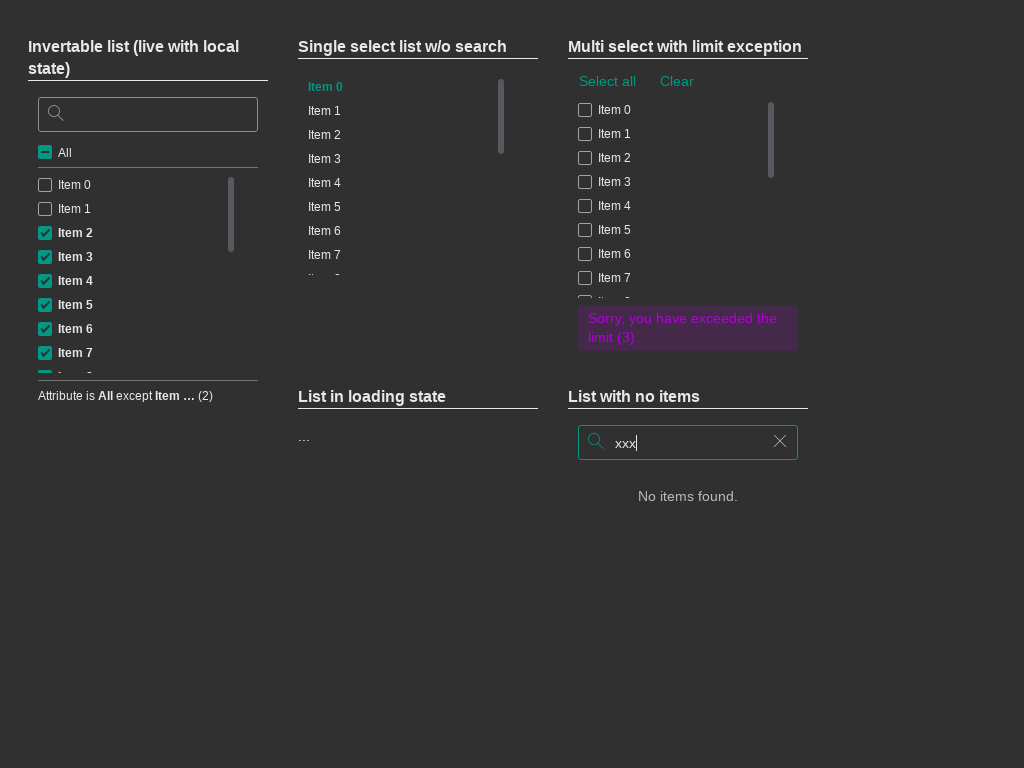 Invertable list (live with local
state)
All
Item 0
Item 1
Item 2
Item 3
Item 4
Item 5
Item 6
Item 7
Attribute is All except Item ... (2)
Single select list w/o search
Item 0
Item 1
Item 2
Item 3
Item 4
Item 5
Item 6
Item 7
Multi select with limit exception
Select all Clear
Item 0
Item 1
Item 2
Item 3
Item 4
Item 5
Item 6
Item 7
Sorry, you have exceeded the
limit (3).
List in loading state
...
List with no items
xxx
No items found.